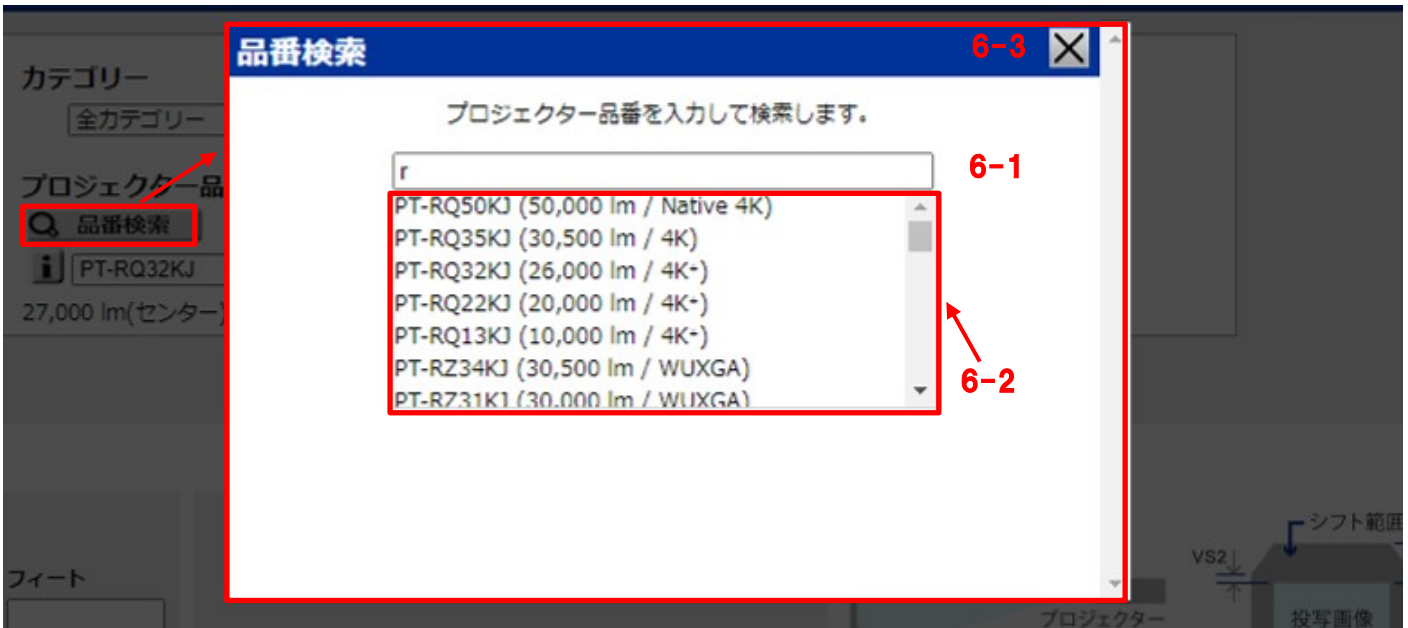 品番検索
6-3
カテゴリー
全カテゴリー
プロジェクター品番を入力して検索します。
r
6-1
プロジェクター品
品番検索
PT-RQ32KJ
27,000 lm(センター)
PT-RQ50KJ (50,000 lm / Native 4K)
PT-RQ35KJ (30,500 lm / 4K)
PT-RQ32KJ (26,000 lm / 4K+)
PT-RQ22KJ (20,000 lm / 4K+)
PT-RQ13KJ (10,000 lm / 4K+)
PT-RZ34KJ (30,500 lm / WUXGA)
PT-RZ31KJ (30,000 lm / WUXGA)
6-2
シフト範囲
VS2
フィート
プロジェクター
投写画像